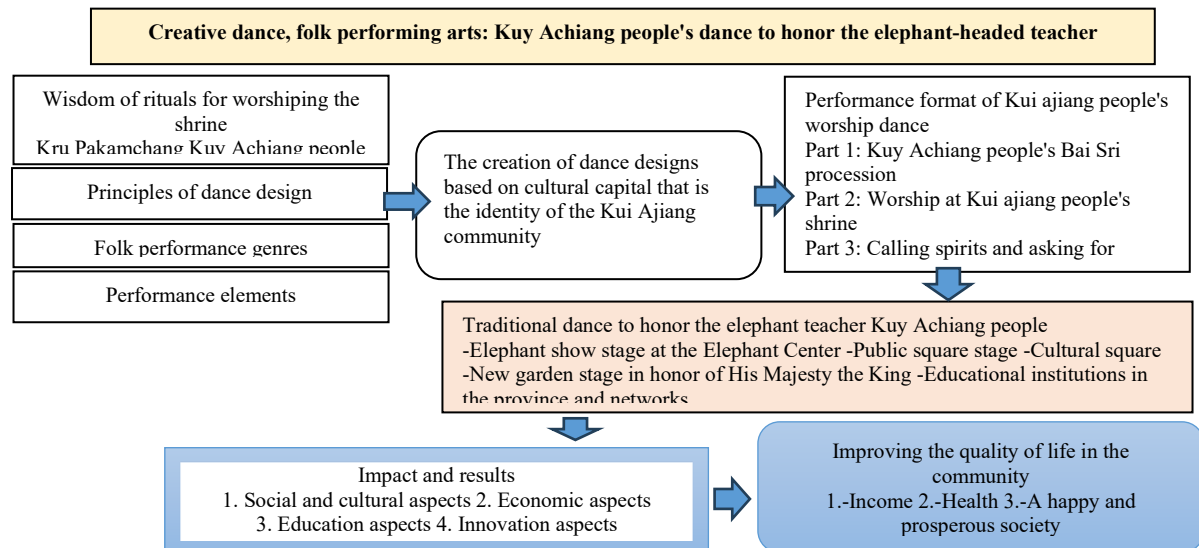 Creative dance, folk performing arts: Kuy Achiang people's dance to honor the elephant-headed teacher
Wisdom of rituals for worshiping the
shrine
Kru Pakamchang Kuy Achiang people
Principles of dance design
Folk performance genres
Performance elements
The creation of dance designs
based on cultural capital that is
the identity of the Kui Ajiang
community
Performance format of Kui ajiang people's
worship dance
Part 1: Kuy Achiang people's Bai Sri
procession
Part 2: Worship at Kui ajiang people's
shrine
Part 3: Calling spirits and asking for
Traditional dance to honor the elephant teacher Kuy Achiang people
-Elephant show stage at the Elephant Center -Public square stage -Cultural square
-New garden stage in honor of His Majesty the King -Educational institutions in
the province and networks
Impact and results
1. Social and cultural aspects 2. Economic aspects
3. Education aspects 4. Innovation aspects
Improving the quality of life in the
community
1.-Income 2.-Health 3.-A happy and
prosperous society